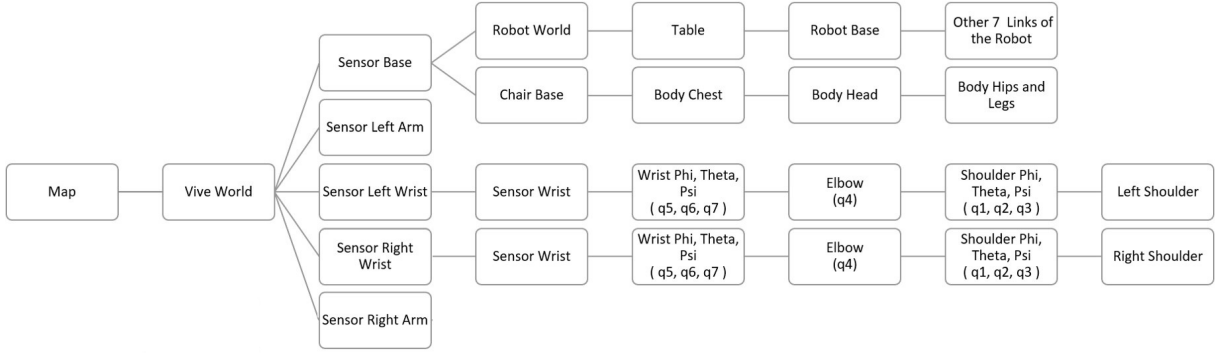 Robot World
Table
Robot Base
Other 7 Links of
the Robot
Sensor Base
Chair Base
Body Chest
Body Head
Body Hips and
Legs
Sensor Left Arm
Map
Vive World
Sensor Left Wrist
Sensor Wrist
Wrist Phi, Theta,
Psi
( q5, q6, q7 )
Elbow
(q4)
Shoulder Phi,
Theta, Psi
( q1, q2, q3 )
Left Shoulder
Sensor Right
Wrist
Sensor Wrist
Wrist Phi, Theta,
Psi
( q5, q6, q7 )
Elbow
(q4)
Shoulder Phi,
Theta, Psi
( q1, q2, q3 )
Right Shoulder
Sensor Right Arm